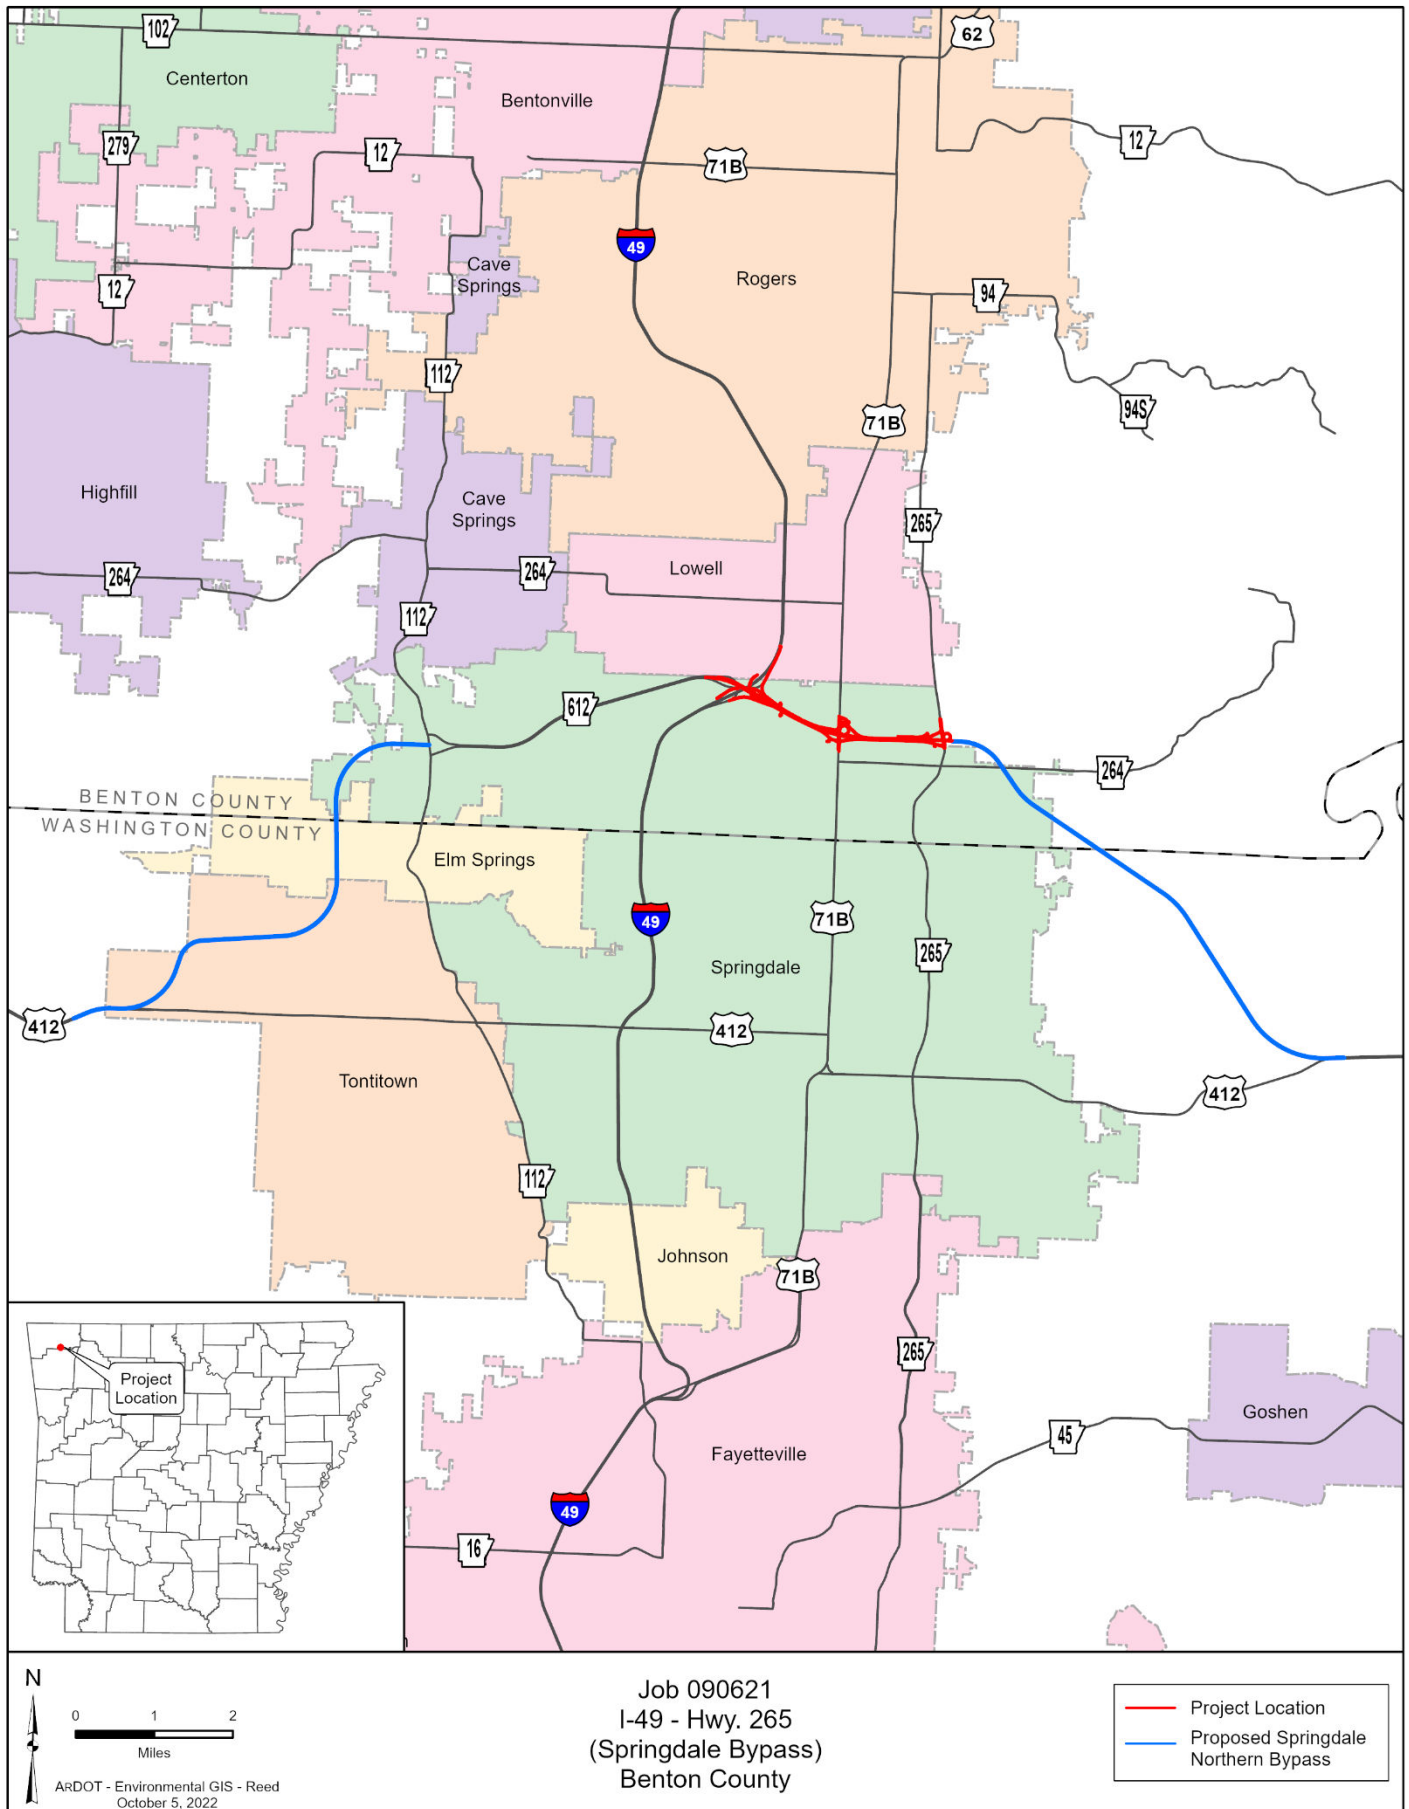 102
62
Centerton
Bentonville
279
12
12
71B
49
Cave
Springs
Rogers
12
94
112
94S
71B
Highfill
Cave
Springs
265
264
264
Lowell
112
612
264
BENTON COUNTY
WASHINGTON COUNTY
Elm Springs
49
71B
265
Springdale
412
412
Tontitown
412
112
Johnson
71B
265
Project
Location
Goshen
45
Fayetteville
49
16
N
0 1 2
Miles
ARDOT - Environmental GIS - Reed
October 5, 2022
Job 090621
I-49 - Hwy. 265
(Springdale Bypass)
Benton County
Project Location
Proposed Springdale
Northern Bypass